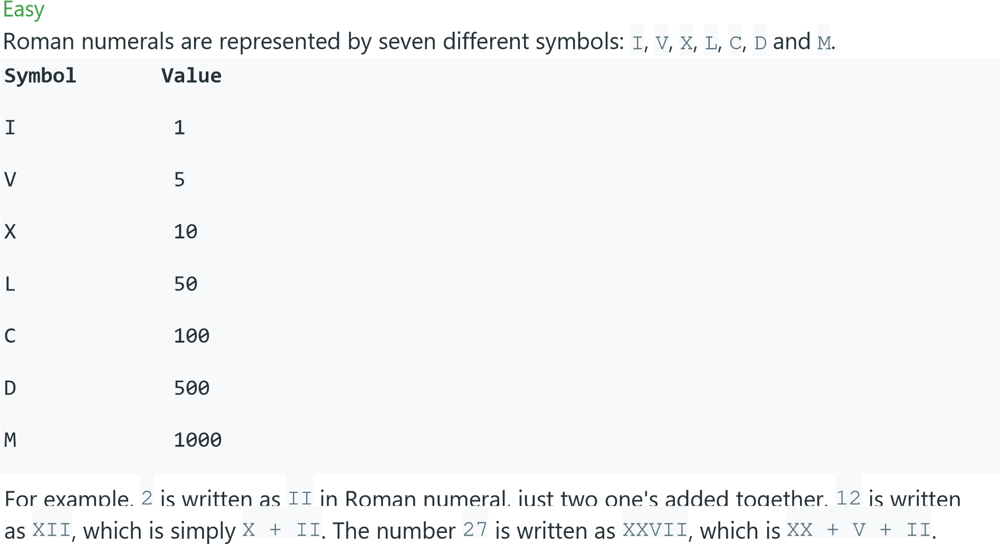 Easy
Roman numerals are represented by seven different symbols: I, V, X, L, C, D and M.
Symbol Value
I 1
V 5
X 10
L 50
C 100
D 500
M 1000
For example, 2 is written as II in Roman numeral, just two one's added together. 12 is written
as XII, which is simply X + II. The number 27 is written as XXVII, which is XX + V + II.